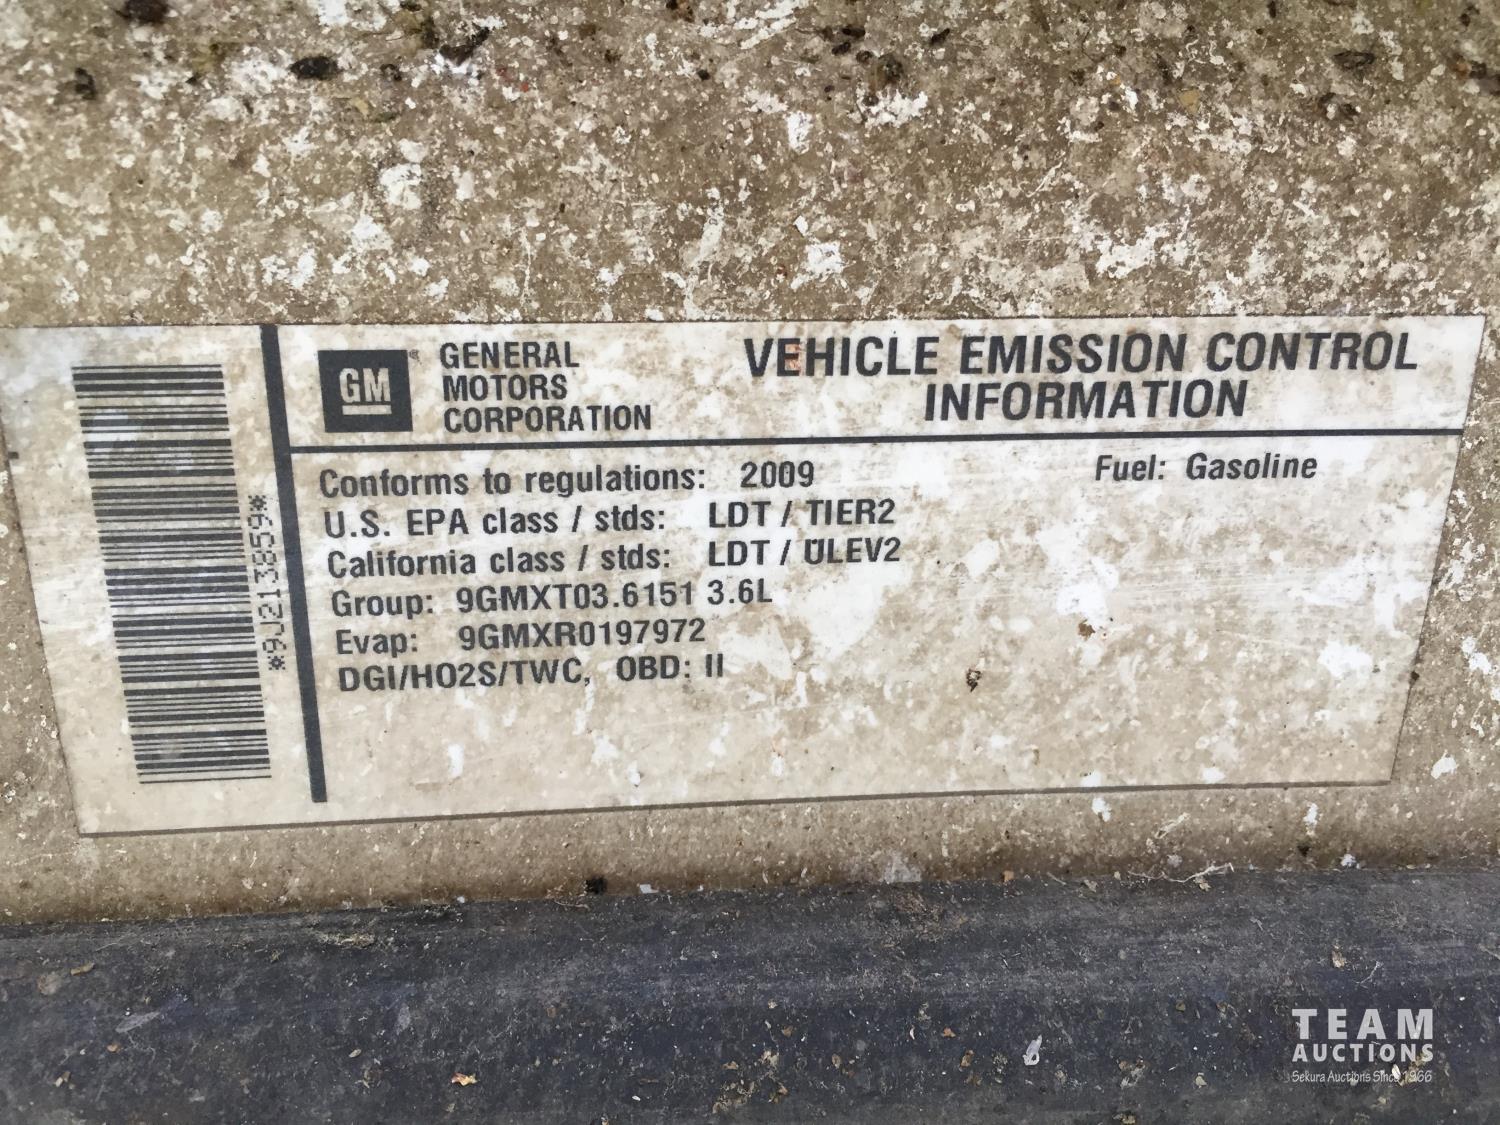 *9J213859*
GM
GENERAL
MOTORS
CORPORATION
VEHICLE EMISSION CONTROL
INFORMATION
Conforms to regulations: 2009 Fuel: Gasoline
U.S. EPA class / stds: LDT / TIER2
California class / stds: LDT / ULEV2
Group: 9GMXT03.6151 3.6L
Evap: 9GMXR0197972
DGI/HO2S/TWC, OBD: II
TEAM
AUCTIONS
Sekura Auctions Since 1966